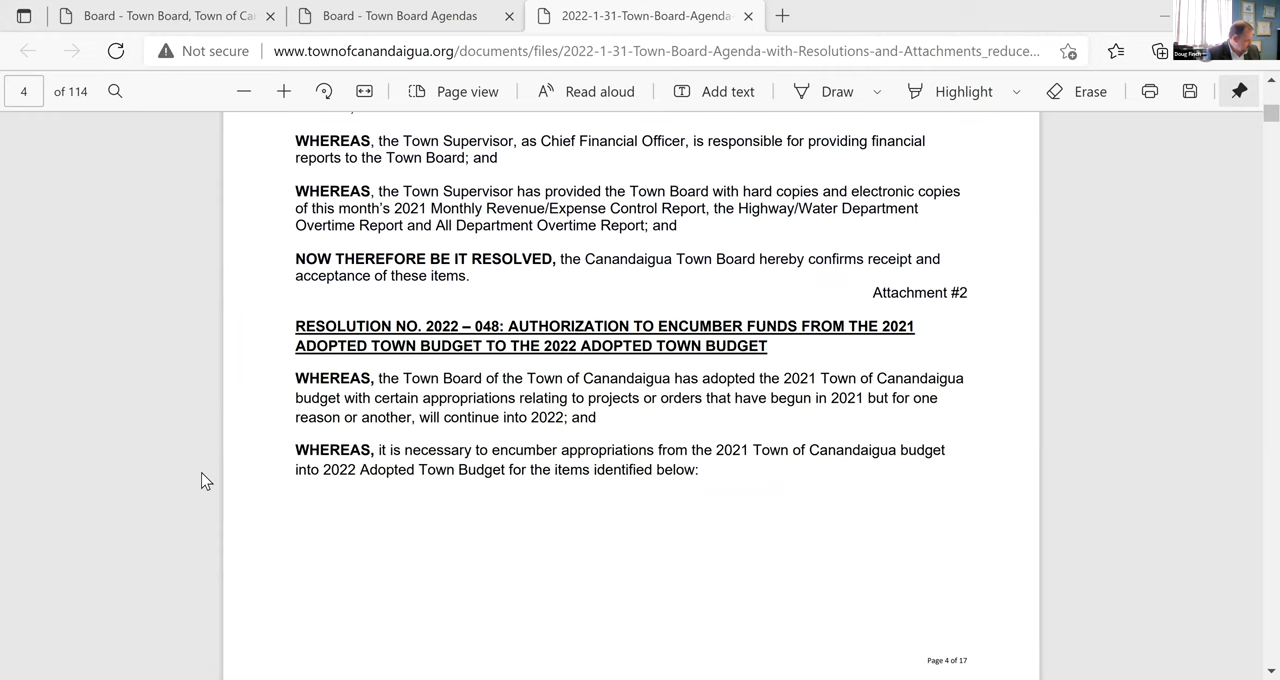 Board - Town Board, Town of Ca
Board - Town Board Agendas
2022-1-31-Town-Board-Agenda
Not secure
www.townofcanandaigua.org/documents/files/2022-1-31-Town-Board-Agenda-with-Resolutions-and-Attachments_reduce...
Doug Finch
4 of 114
Page view
Read aloud
Add text
Draw
Highlight
Erase
WHEREAS, the Town Supervisor, as Chief Financial Officer, is responsible for providing financial
reports to the Town Board; and
WHEREAS, the Town Supervisor has provided the Town Board with hard copies and electronic copies
of this month's 2021 Monthly Revenue/Expense Control Report, the Highway/Water Department
Overtime Report and All Department Overtime Report; and
NOW THEREFORE BE IT RESOLVED, the Canandaigua Town Board hereby confirms receipt and
acceptance of these items.
Attachment #2
RESOLUTION NO. 2022 – 048: AUTHORIZATION TO ENCUMBER FUNDS FROM THE 2021
ADOPTED TOWN BUDGET TO THE 2022 ADOPTED TOWN BUDGET
WHEREAS, the Town Board of the Town of Canandaigua has adopted the 2021 Town of Canandaigua
budget with certain appropriations relating to projects or orders that have begun in 2021 but for one
reason or another, will continue into 2022; and
WHEREAS, it is necessary to encumber appropriations from the 2021 Town of Canandaigua budget
into 2022 Adopted Town Budget for the items identified below:
Page 4 of 17